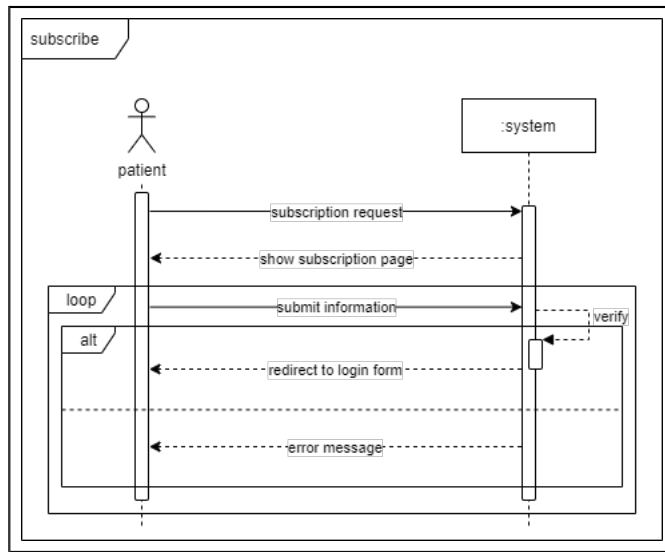 subscribe
:system
patient
subscription request
show subscription page
loop
submit information
verify
alt
redirect to login form
error message